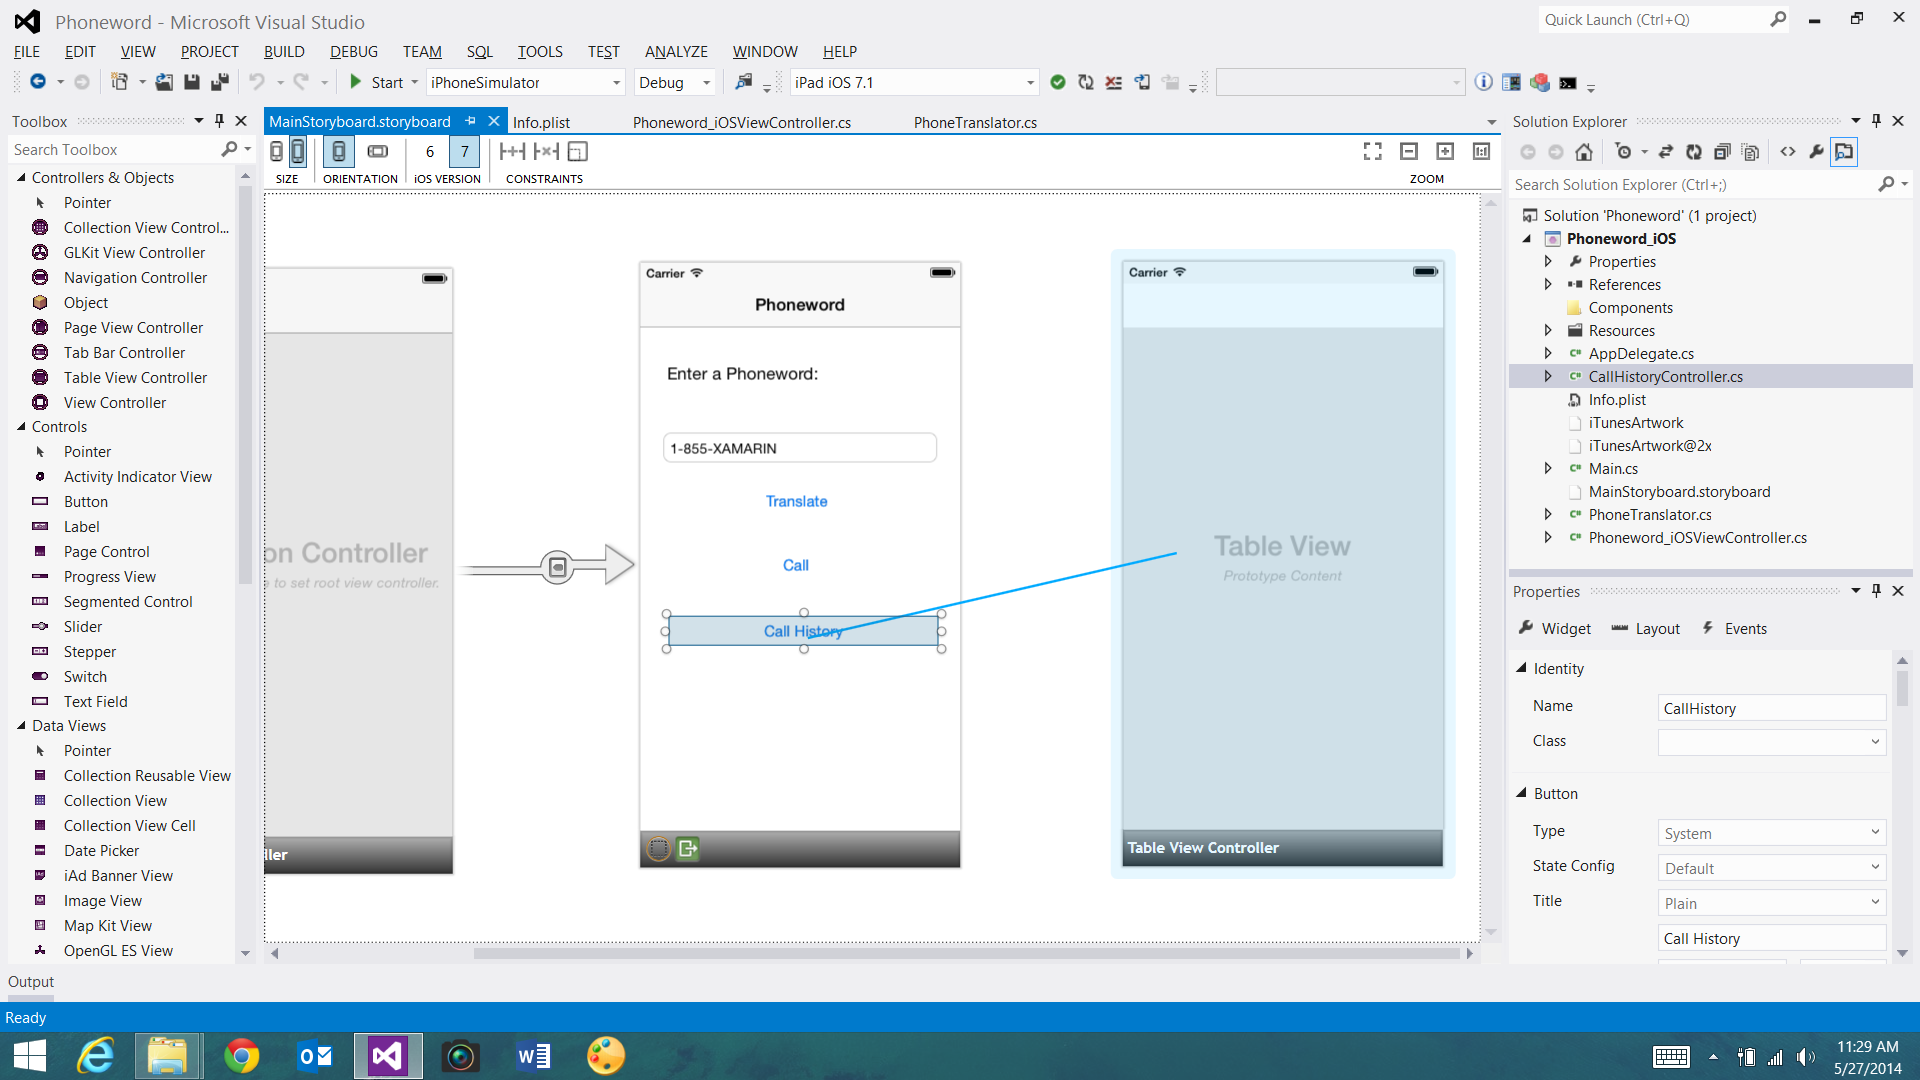 Phoneword - Microsoft Visual Studio
Quick Launch (Ctrl+Q)
FILE EDIT VIEW PROJECT BUILD DEBUG TEAM SQL TOOLS TEST ANALYZE WINDOW HELP
Start iPhoneSimulator Debug iPad iOS 7.1
Toolbox
Search Toolbox
Controllers & Objects
Pointer
Collection View Control...
GLKit View Controller
Navigation Controller
Object
Page View Controller
Tab Bar Controller
Table View Controller
View Controller
Controls
Pointer
Activity Indicator View
Button
Label
Page Control
Progress View
Segmented Control
Slider
Stepper
Switch
Text Field
Data Views
Pointer
Collection Reusable View
Collection View
Collection View Cell
Date Picker
iAd Banner View
Image View
Map Kit View
OpenGL ES View
MainStoryboard.storyboard Info.plist Phoneword_iOSViewController.cs PhoneTranslator.cs
6 7
SIZE ORIENTATION iOS VERSION CONSTRAINTS ZOOM
on Controller
e to set root view controller.
ller
Carrier
Phoneword
Enter a Phoneword:
1-855-XAMARIN
Translate
Call
Call History
Carrier
Table View
Prototype Content
Table View Controller
Solution Explorer
Search Solution Explorer (Ctrl+;)
Solution 'Phoneword' (1 project)
Phoneword_iOS
Properties
References
Components
Resources
AppDelegate.cs
CallHistoryController.cs
Info.plist
iTunesArtwork
iTunesArtwork@2x
Main.cs
MainStoryboard.storyboard
PhoneTranslator.cs
Phoneword_iOSViewController.cs
Properties
Widget Layout Events
Identity
Name CallHistory
Class
Button
Type System
State Config Default
Title Plain
Call History
Output
Ready
11:29 AM
5/27/2014